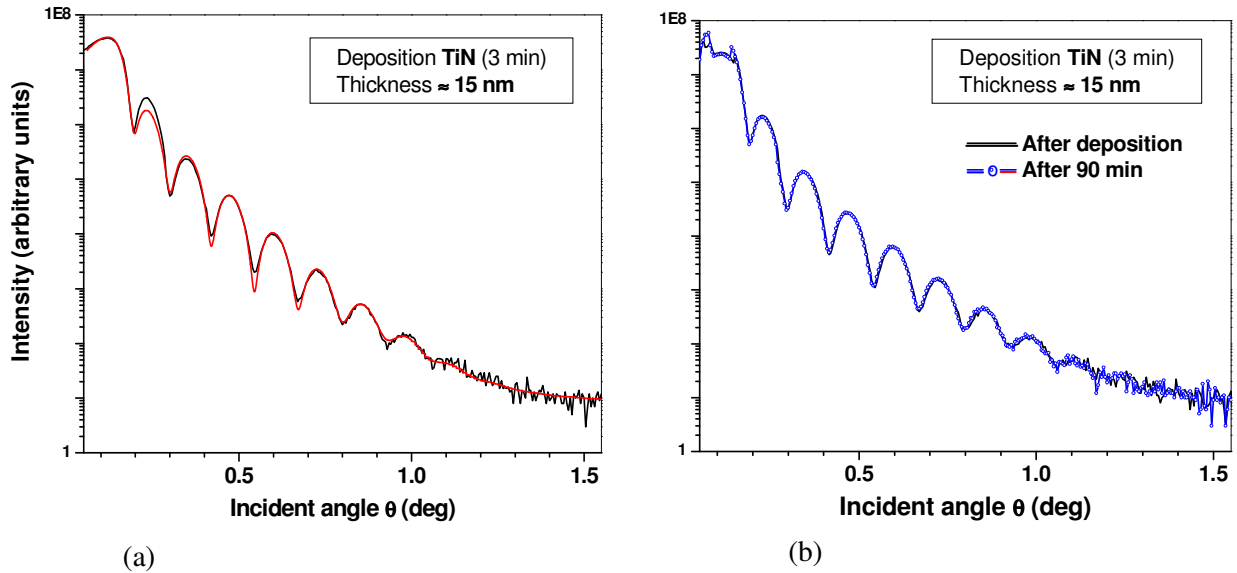 1E8
Deposition TiN (3 min)
Thickness ≈ 15 nm
Intensity (arbitrary units)
1
0.5
1.0
1.5
Incident angle θ (deg)
(a)
1E8
Deposition TiN (3 min)
Thickness ≈ 15 nm
After deposition
After 90 min
1
0.5
1.0
1.5
Incident angle θ (deg)
(b)